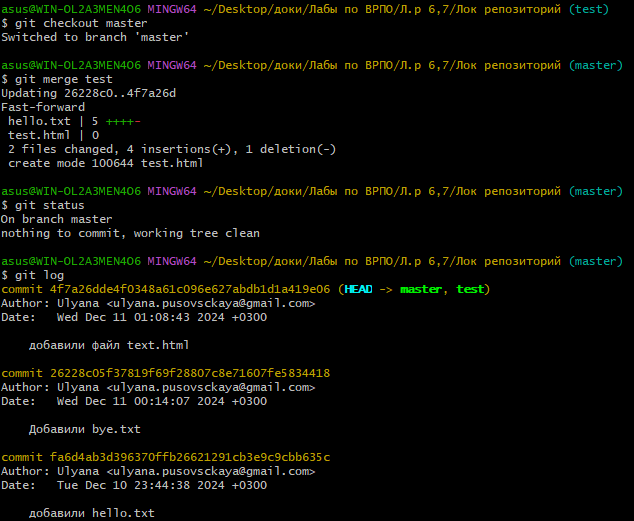 asus@WIN-OL2A3MEN4O6 MINGW64 ~/Desktop/доки/Лабы по ВРПО/Л.р 6,7/Лок репозиторий (test)
$ git checkout master
Switched to branch 'master'
asus@WIN-OL2A3MEN4O6 MINGW64 ~/Desktop/доки/Лабы по ВРПО/Л.р 6,7/Лок репозиторий (master)
$ git merge test
Updating 26228c0..4f7a26d
Fast-forward
hello.txt | 5 ++++-
test.html | 0
2 files changed, 4 insertions(+), 1 deletion(-)
create mode 100644 test.html
asus@WIN-OL2A3MEN4O6 MINGW64 ~/Desktop/доки/Лабы по ВРПО/Л.р 6,7/Лок репозиторий (master)
$ git status
On branch master
nothing to commit, working tree clean
asus@WIN-OL2A3MEN4O6 MINGW64 ~/Desktop/доки/Лабы по ВРПО/Л.р 6,7/Лок репозиторий (master)
$ git log
commit 4f7a26dde4f0348a61c096e627abdb1d1a419e06 (HEAD -> master, test)
Author: Ulyana <ulyana.pusovsckaya@gmail.com>
Date:   Wed Dec 11 01:08:43 2024 +0300
добавили файл text.html
commit 26228c05f37819f69f28807c8e71607fe5834418
Author: Ulyana <ulyana.pusovsckaya@gmail.com>
Date:   Wed Dec 11 00:14:07 2024 +0300
Добавили bye.txt
commit fa6d4ab3d396370ffb26621291cb3e9c9cbb635c
Author: Ulyana <ulyana.pusovsckaya@gmail.com>
Date:   Tue Dec 10 23:44:38 2024 +0300
добавили hello.txt